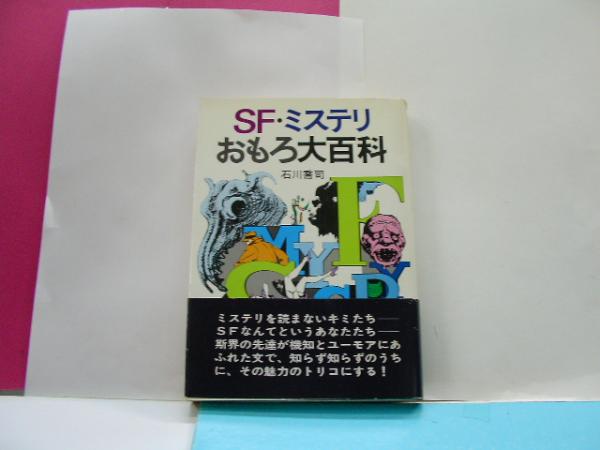 SF・ミステリ
おもろ大百科
石川喬司
SF
MYSTERY
ミステリを読まないキミたち――
SFなんてというあなたたち――
斯界の先達が機知とユーモアにあ
ふれた文で、知らず知らずのうち
に、その魅力のトリコにする！